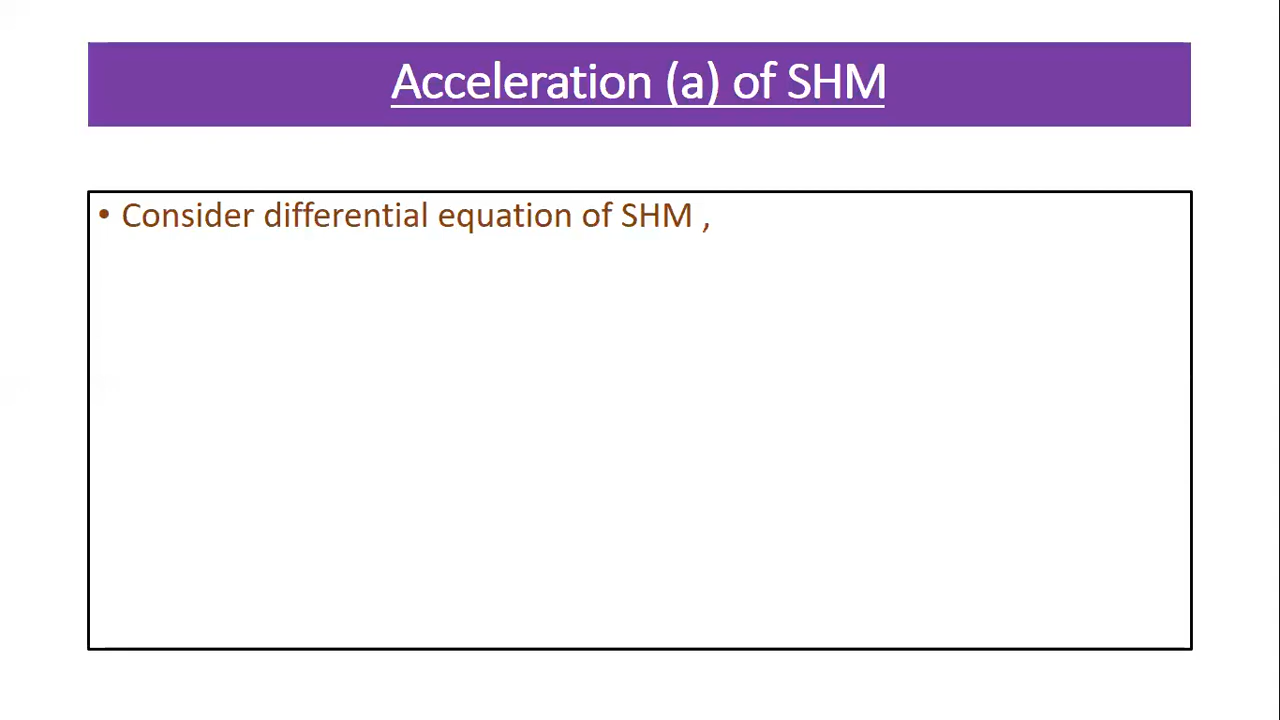 Acceleration (a) of SHM
• Consider differential equation of SHM ,